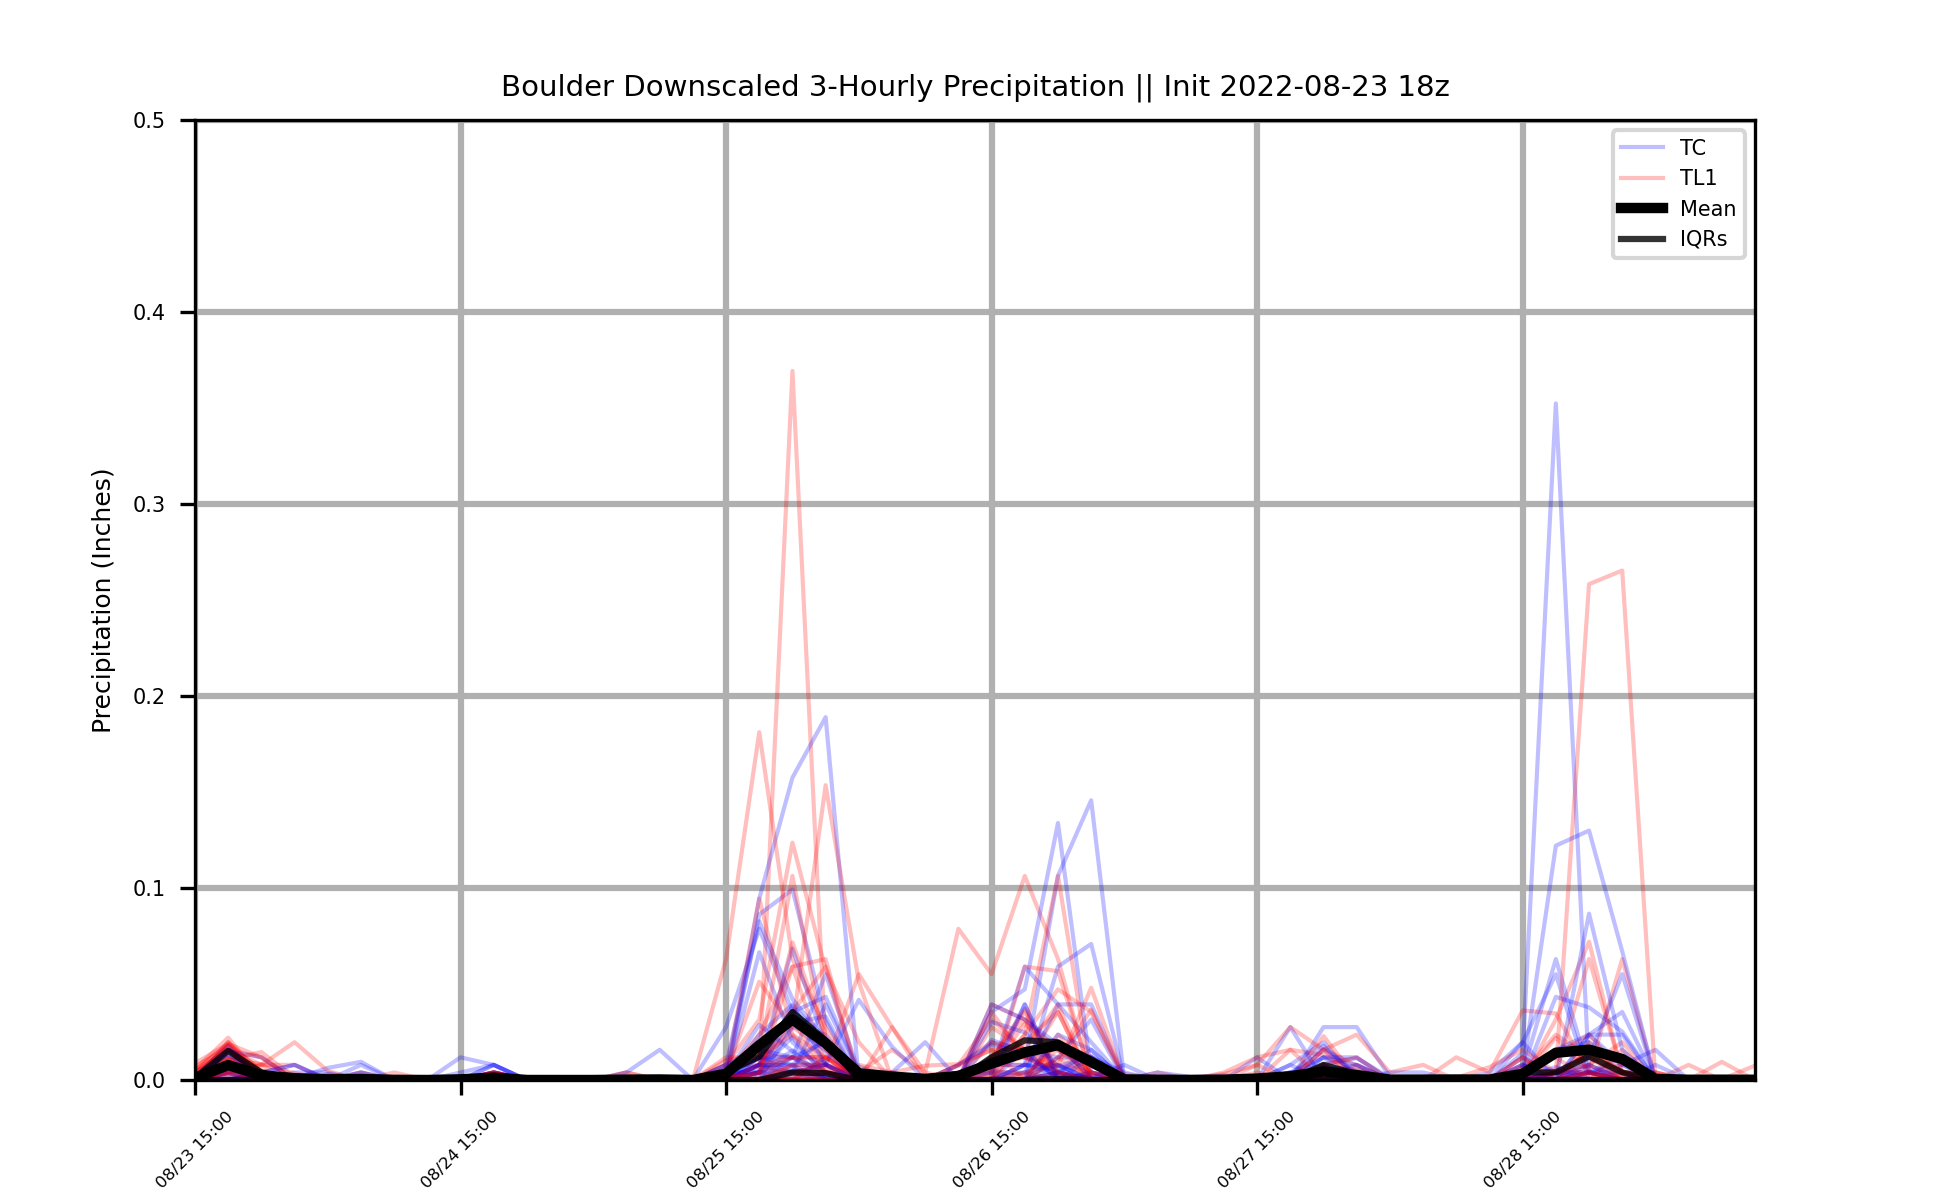 Boulder Downscaled 3-Hourly Precipitation || Init 2022-08-23 18z
Precipitation (Inches)
0.5
0.4
0.3
0.2
0.1
0.0
TC
TL1
Mean
IQRs
08/23 15:00
08/24 15:00
08/25 15:00
08/26 15:00
08/27 15:00
08/28 15:00